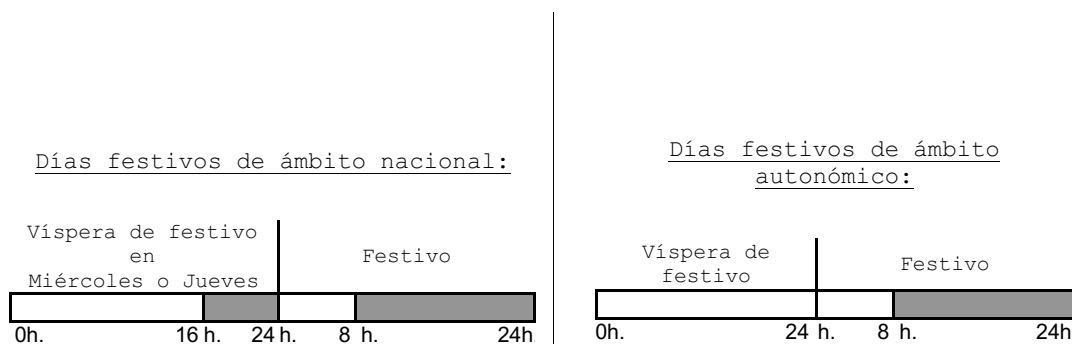 Días festivos de ámbito nacional:
Víspera de festivo
en
Miércoles o Jueves
Festivo
0h. 16 h. 24 h. 8 h. 24h
Días festivos de ámbito
autonómico:
Víspera de
festivo
Festivo
0h. 24 h. 8 h. 24h